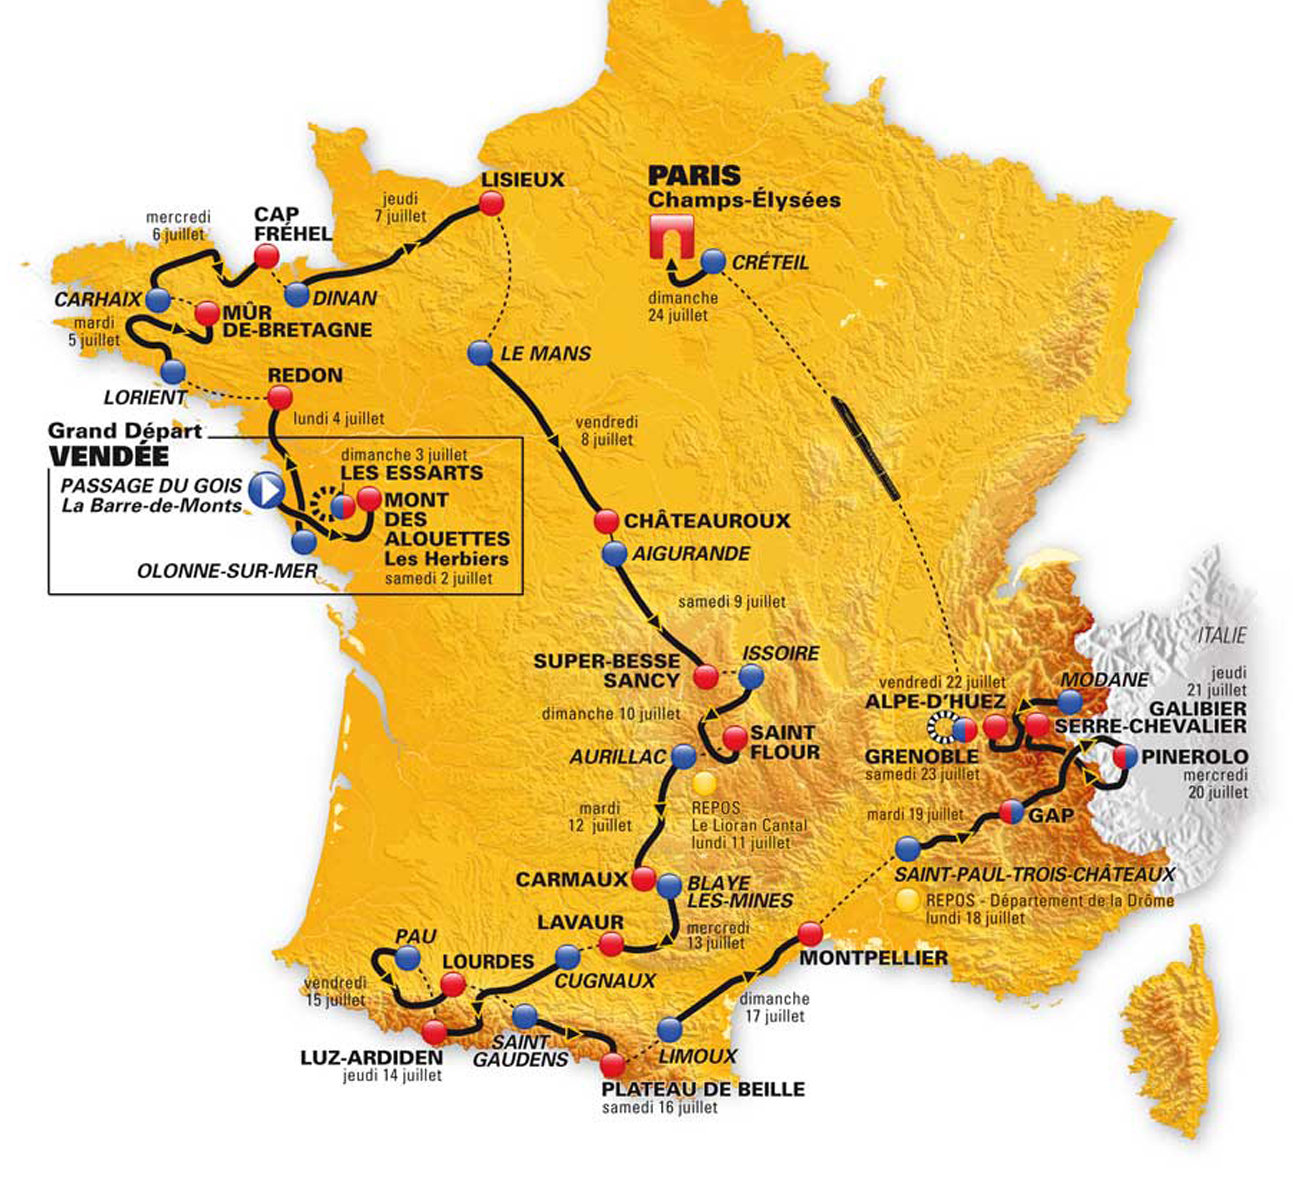 LISIEUX
PARIS
Champs-Élysées
jeudi
7 juillet
mercredi
6 juillet
CAP
FRÉHEL
CRÉTEIL
dimanche
24 juillet
CARHAIX
DINAN
MÛR
DE-BRETAGNE
mardi
5 juillet
LE MANS
LORIENT
REDON
lundi 4 juillet
vendredi
8 juillet
Grand Départ
VENDÉE
PASSAGE DU GOIS
La Barre-de-Monts
dimanche 3 juillet
LES ESSARTS
MONT
DES
ALOUETTES
Les Herbiers
samedi 2 juillet
OLONNE-SUR-MER
CHÂTEAUROUX
AIGURANDE
samedi 9 juillet
ITALIE
SUPER-BESSE
SANCY
ISSOIRE
dimanche 10 juillet
SAINT
FLOUR
AURILLAC
vendredi 22 juillet
ALPE-D'HUEZ
MODANE
jeudi
21 juillet
GALIBIER
SERRE-CHEVALIER
GRENOBLE
samedi 23 juillet
PINEROLO
mercredi
20 juillet
REPOS
Le Lioran Cantal
lundi 11 juillet
mardi
12 juillet
mardi 19 juillet
GAP
CARMAUX
BLAYE
LES-MINES
SAINT-PAUL-TROIS-CHÂTEAUX
REPOS - Département de la Drôme
lundi 18 juillet
LAVAUR
mercredi
13 juillet
PAU
LOURDES
CUGNAUX
MONTPELLIER
vendredi
15 juillet
dimanche
17 juillet
SAINT
GAUDENS
LIMOUX
LUZ-ARDIDEN
jeudi 14 juillet
PLATEAU DE BEILLE
samedi 16 juillet